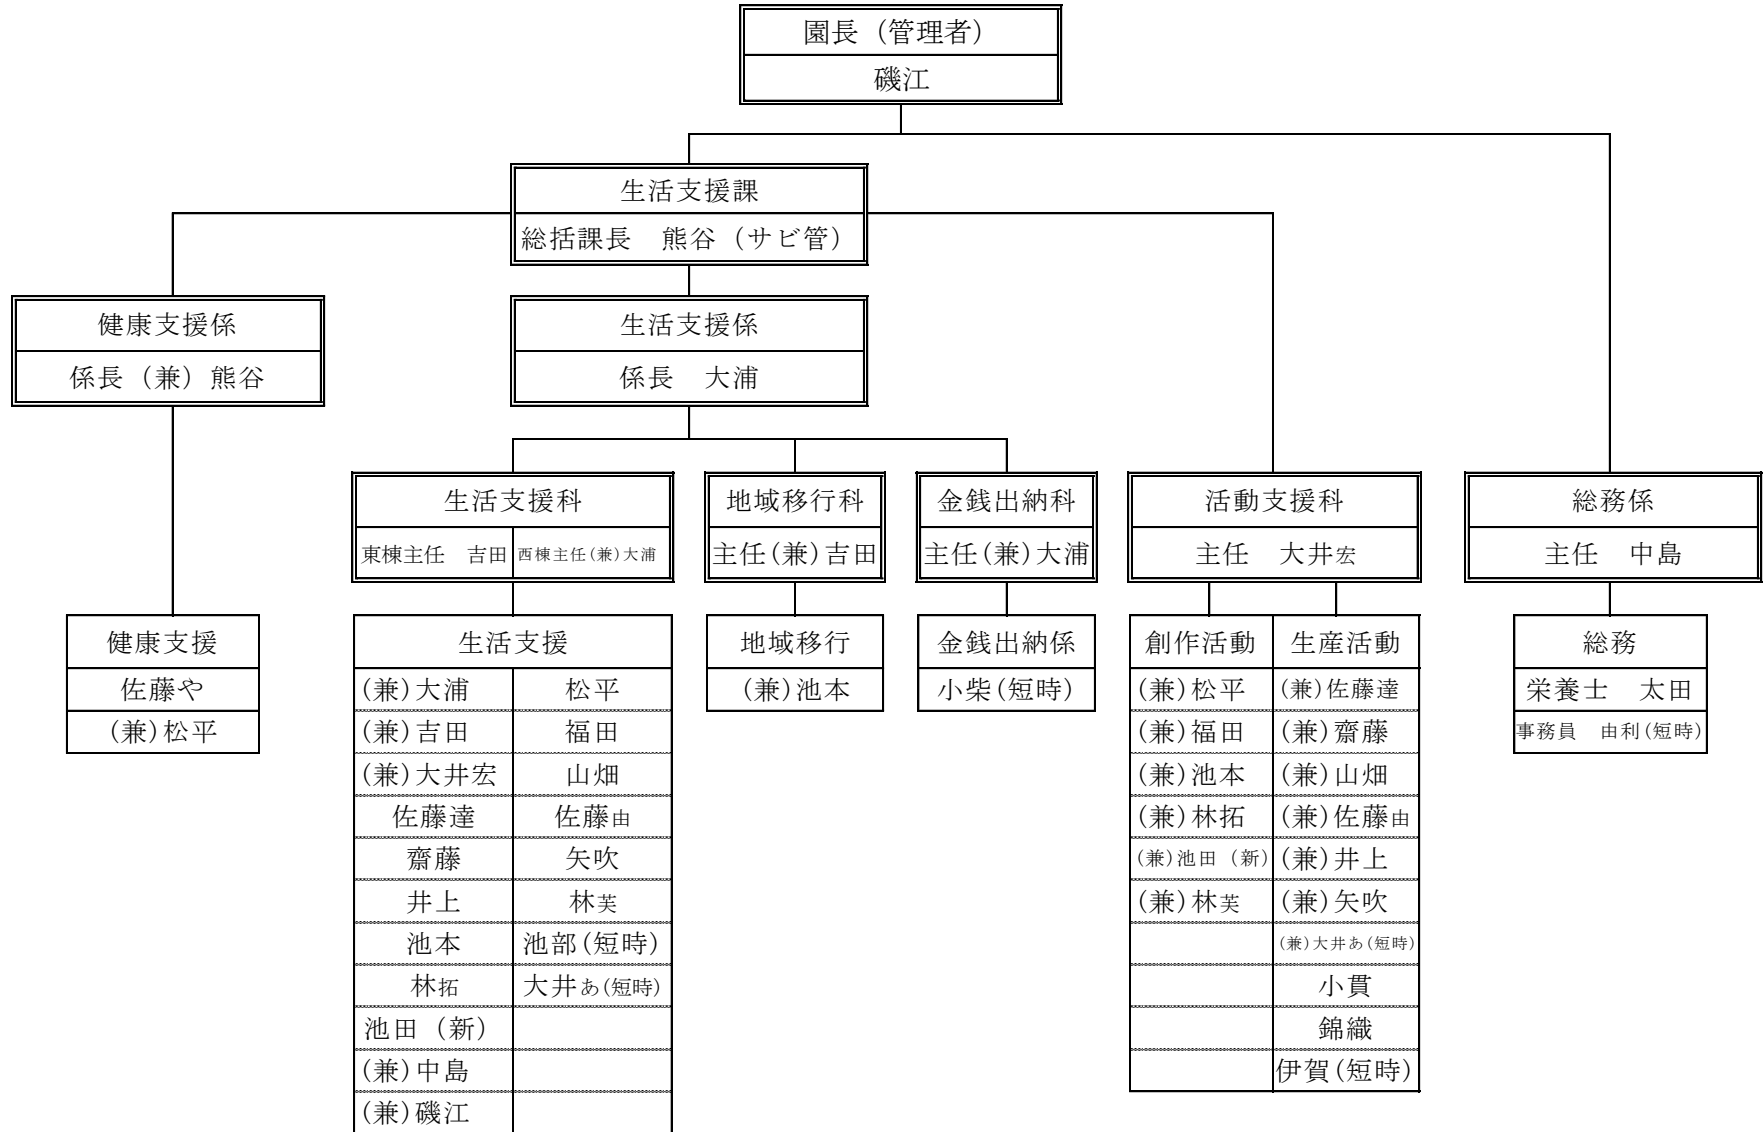 園長（管理者）
磯江
生活支援課
総括課長　熊谷（サビ管）
健康支援係
係長（兼）熊谷
生活支援係
係長　大浦
生活支援科
東棟主任　吉田 西棟主任(兼)大浦
地域移行科
主任(兼)吉田
金銭出納科
主任(兼)大浦
活動支援科
主任　大井宏
総務係
主任　中島
健康支援
佐藤や
(兼)松平
生活支援
(兼)大浦 松平
(兼)吉田 福田
(兼)大井宏 山畑
佐藤達 佐藤由
齋藤 矢吹
井上 林芙
池本 池部(短時)
林拓 大井あ(短時)
池田（新）
(兼)中島
(兼)磯江
地域移行
(兼)池本
金銭出納係
小柴(短時)
創作活動 生産活動
(兼)松平 (兼)佐藤達
(兼)福田 (兼)齋藤
(兼)池本 (兼)山畑
(兼)林拓 (兼)佐藤由
(兼)池田（新） (兼)井上
(兼)林芙 (兼)矢吹
(兼)大井あ(短時)
小貫
錦織
伊賀(短時)
総務
栄養士　太田
事務員　由利(短時)